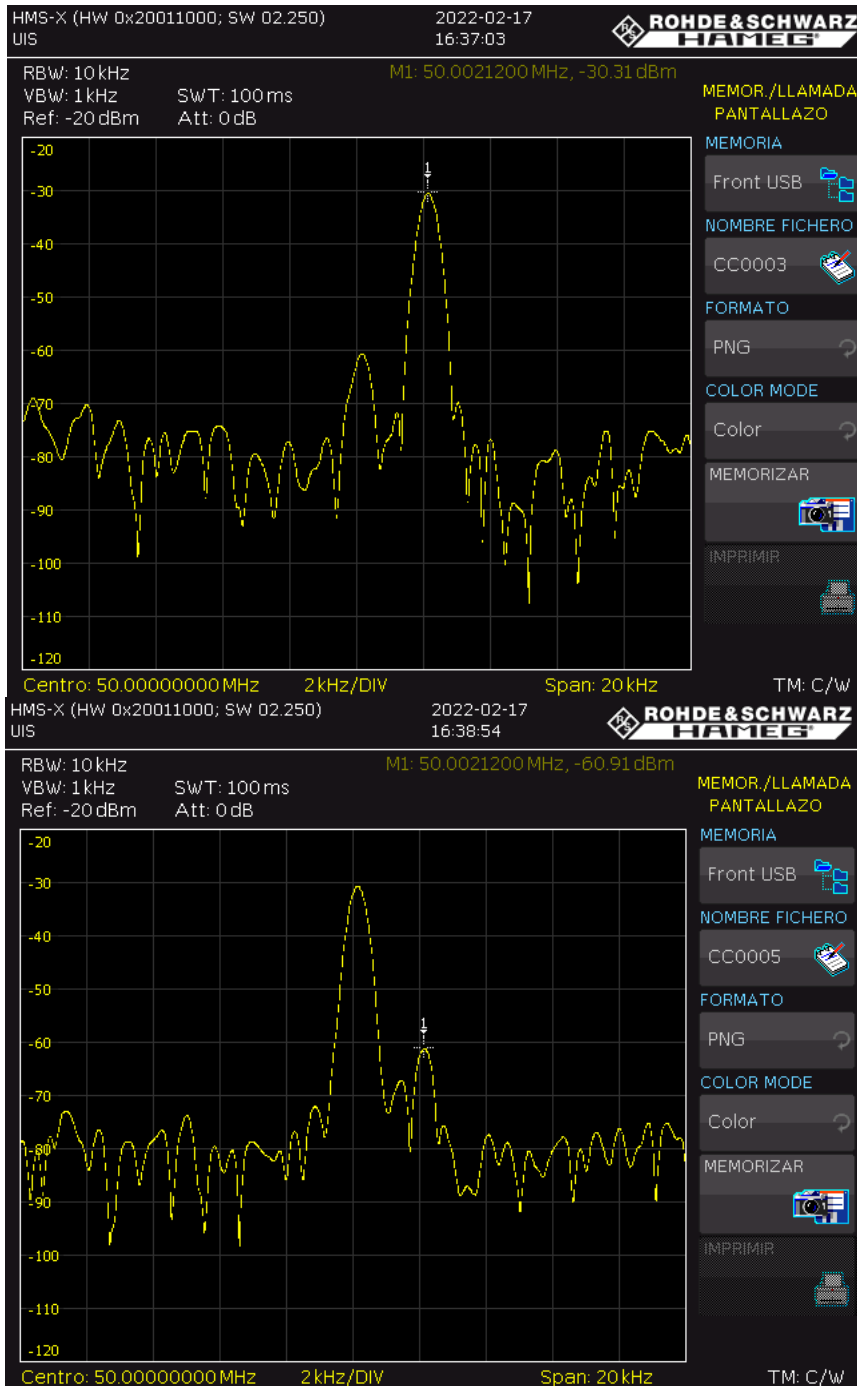 HMS-X (HW 0x20011000; SW 02.250)
UIS
2022-02-17
16:37:03
R&S ROHDE&SCHWARZ
HAMEG
RBW: 10 kHz
VBW: 1 kHz
SWT: 100 ms
Ref: -20 dBm
Att: 0 dB
M1: 50.0021200 MHz, -30.31 dBm
1
-20
-30
-40
-50
-60
-70
-80
-90
-100
-110
-120
Centro: 50.00000000 MHz
2 kHz/DIV
Span: 20 kHz
TM: C/W
MEMOR./LLAMADA
PANTALLAZO
MEMORIA
Front USB
NOMBRE FICHERO
CC0003
FORMATO
PNG
COLOR MODE
Color
MEMORIZAR
IMPRIMIR
HMS-X (HW 0x20011000; SW 02.250)
UIS
2022-02-17
16:38:54
R&S ROHDE&SCHWARZ
HAMEG
RBW: 10 kHz
VBW: 1 kHz
SWT: 100 ms
Ref: -20 dBm
Att: 0 dB
M1: 50.0021200 MHz, -60.91 dBm
1
-20
-30
-40
-50
-60
-70
-80
-90
-100
-110
-120
Centro: 50.00000000 MHz
2 kHz/DIV
Span: 20 kHz
TM: C/W
MEMOR./LLAMADA
PANTALLAZO
MEMORIA
Front USB
NOMBRE FICHERO
CC0005
FORMATO
PNG
COLOR MODE
Color
MEMORIZAR
IMPRIMIR